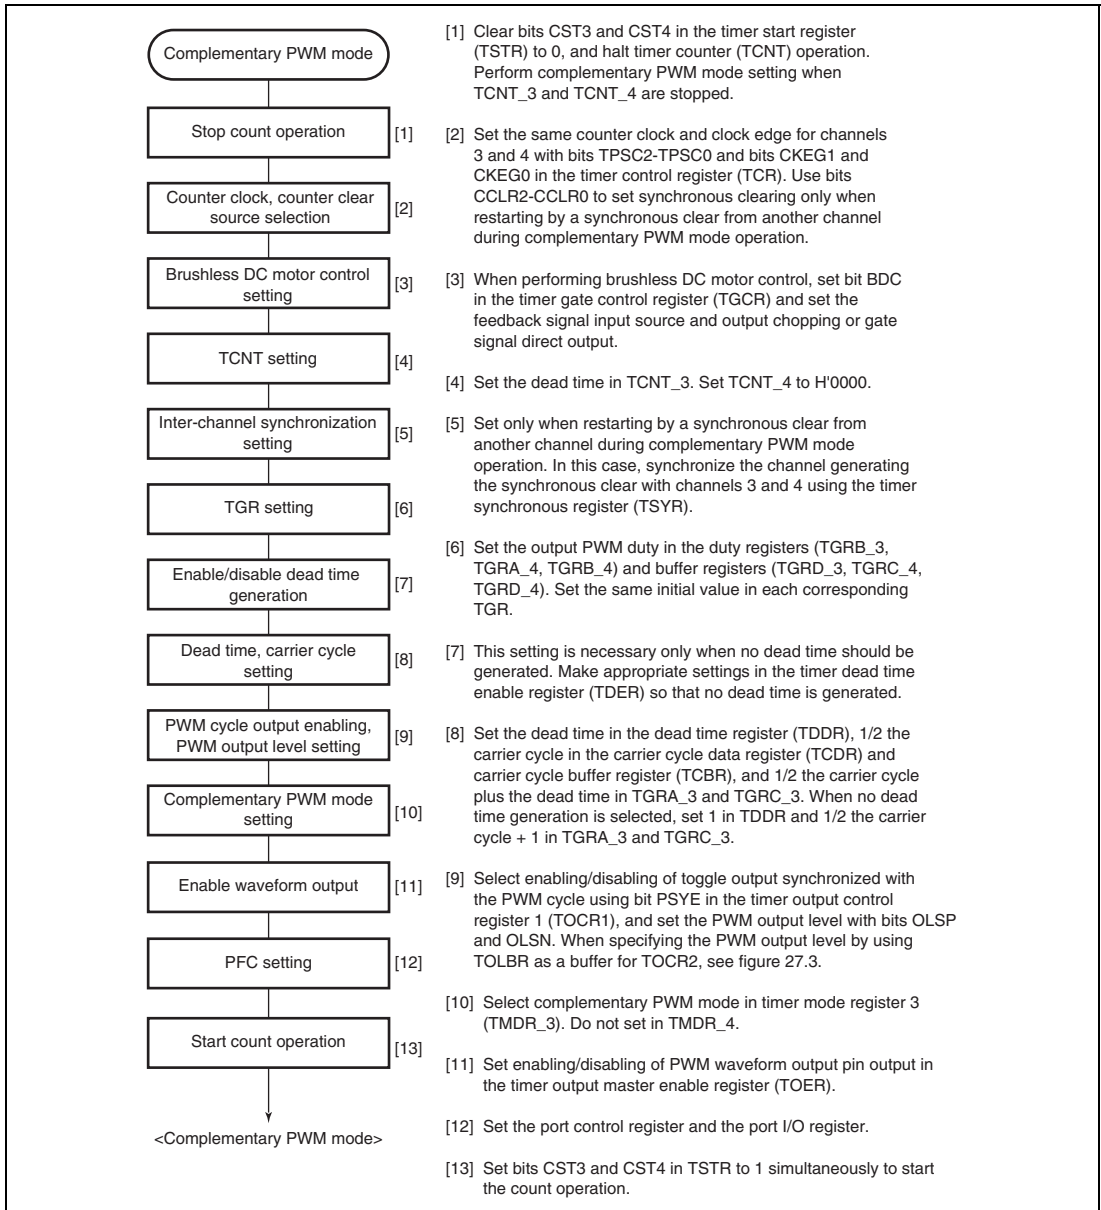 Complementary PWM mode
Stop count operation
[1]
Counter clock, counter clear
source selection
[2]
Brushless DC motor control
setting
[3]
TCNT setting
[4]
Inter-channel synchronization
setting
[5]
TGR setting
[6]
Enable/disable dead time
generation
[7]
Dead time, carrier cycle
setting
[8]
PWM cycle output enabling,
PWM output level setting
[9]
Complementary PWM mode
setting
[10]
Enable waveform output
[11]
PFC setting
[12]
Start count operation
[13]
<Complementary PWM mode>
[1] Clear bits CST3 and CST4 in the timer start register
(TSTR) to 0, and halt timer counter (TCNT) operation.
Perform complementary PWM mode setting when
TCNT_3 and TCNT_4 are stopped.
[2] Set the same counter clock and clock edge for channels
3 and 4 with bits TPSC2-TPSC0 and bits CKEG1 and
CKEG0 in the timer control register (TCR). Use bits
CCLR2-CCLR0 to set synchronous clearing only when
restarting by a synchronous clear from another channel
during complementary PWM mode operation.
[3] When performing brushless DC motor control, set bit BDC
in the timer gate control register (TGCR) and set the
feedback signal input source and output chopping or gate
signal direct output.
[4] Set the dead time in TCNT_3. Set TCNT_4 to H'0000.
[5] Set only when restarting by a synchronous clear from
another channel during complementary PWM mode
operation. In this case, synchronize the channel generating
the synchronous clear with channels 3 and 4 using the timer
synchronous register (TSYR).
[6] Set the output PWM duty in the duty registers (TGRB_3,
TGRA_4, TGRB_4) and buffer registers (TGRD_3, TGRC_4,
TGRD_4). Set the same initial value in each corresponding
TGR.
[7] This setting is necessary only when no dead time should be
generated. Make appropriate settings in the timer dead time
enable register (TDER) so that no dead time is generated.
[8] Set the dead time in the dead time register (TDDR), 1/2 the
carrier cycle in the carrier cycle data register (TCDR) and
carrier cycle buffer register (TCBR), and 1/2 the carrier cycle
plus the dead time in TGRA_3 and TGRC_3. When no dead
time generation is selected, set 1 in TDDR and 1/2 the carrier
cycle + 1 in TGRA_3 and TGRC_3.
[9] Select enabling/disabling of toggle output synchronized with
the PWM cycle using bit PSYE in the timer output control
register 1 (TOCR1), and set the PWM output level with bits OLSP
and OLSN. When specifying the PWM output level by using
TOLBR as a buffer for TOCR2, see figure 27.3.
[10] Select complementary PWM mode in timer mode register 3
(TMDR_3). Do not set in TMDR_4.
[11] Set enabling/disabling of PWM waveform output pin output in
the timer output master enable register (TOER).
[12] Set the port control register and the port I/O register.
[13] Set bits CST3 and CST4 in TSTR to 1 simultaneously to start
the count operation.